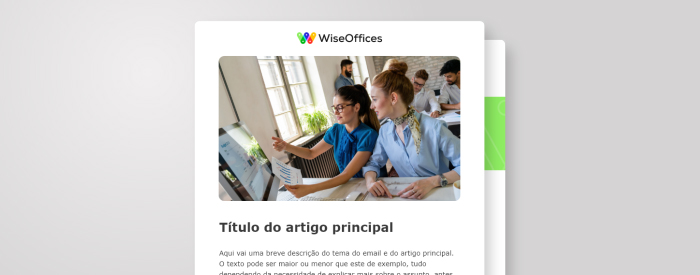 WiseOffices
Título do artigo principal
Aqui vai uma breve descrição do tema do email e do artigo principal.
O texto pode ser maior ou menor que este de exemplo, tudo
dependendo da necessidade de explicar mais sobre o assunto, antes